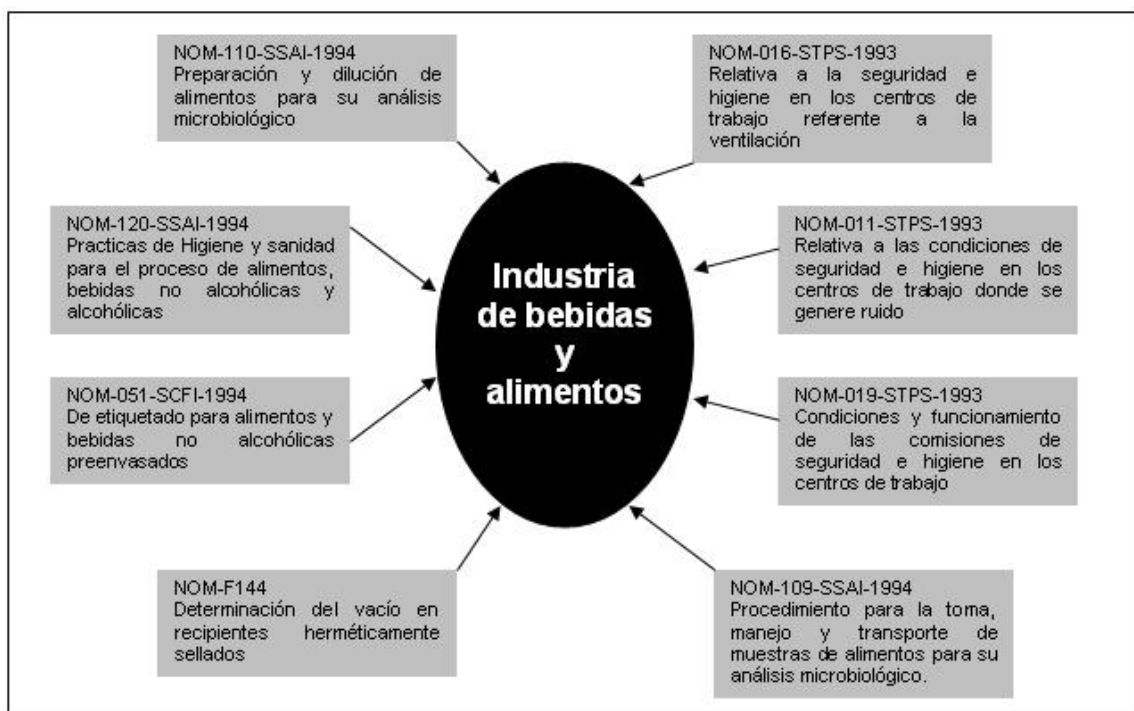 NOM-110-SSAI-1994
Preparación y dilución de
alimentos para su análisis
microbiológico
NOM-016-STPS-1993
Relativa a la seguridad e
higiene en los centros de
trabajo referente a la
ventilación
NOM-120-SSAI-1994
Practicas de Higiene y sanidad
para el proceso de alimentos,
bebidas no alcohólicas y
alcohólicas
NOM-011-STPS-1993
Relativa a las condiciones de
seguridad e higiene en los
centros de trabajo donde se
genere ruido
Industria
de bebidas
y
alimentos
NOM-051-SCFI-1994
De etiquetado para alimentos y
bebidas no alcohólicas
preenvasados
NOM-019-STPS-1993
Condiciones y funcionamiento
de las comisiones de
seguridad e higiene en los
centros de trabajo
NOM-F144
Determinación del vacío en
recipientes herméticamente
sellados
NOM-109-SSAI-1994
Procedimiento para la toma,
manejo y transporte de
muestras de alimentos para su
análisis microbiológico.